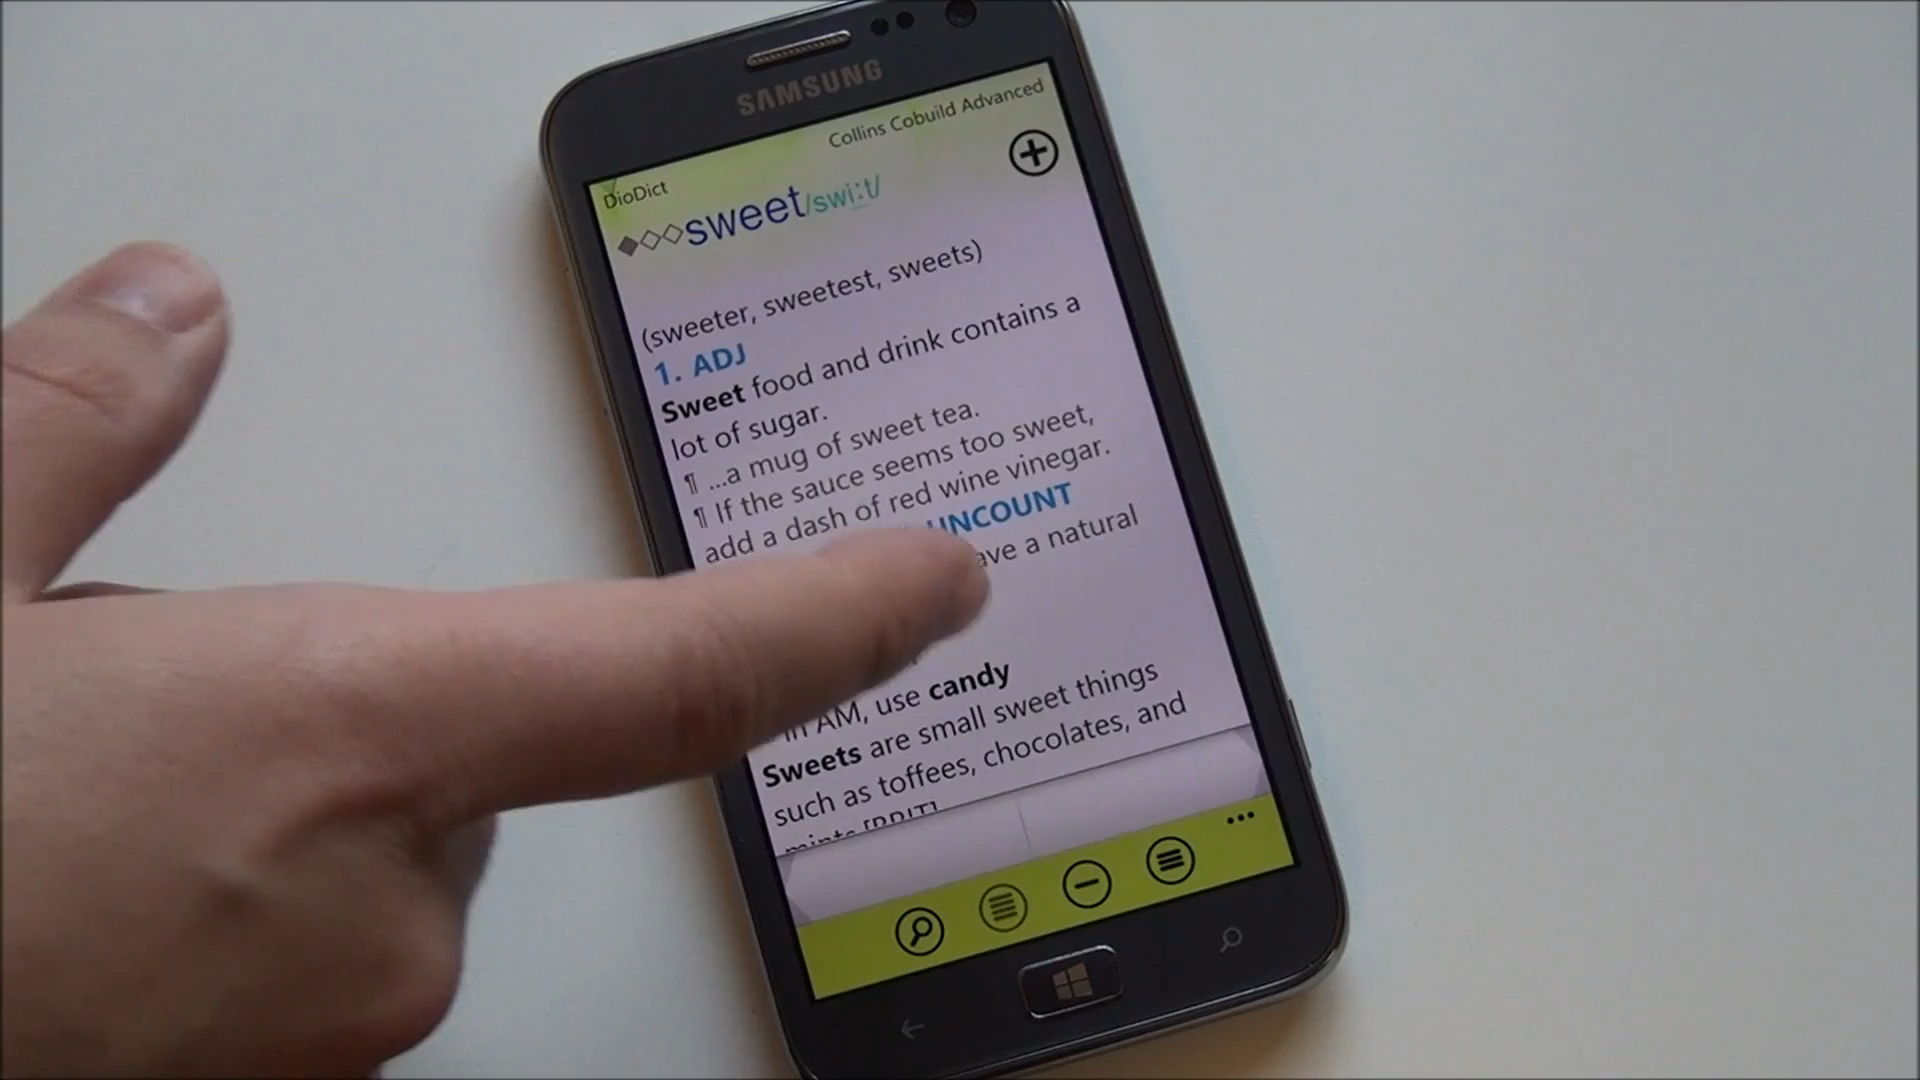 SAMSUNG
Collins Cobuild Advanced
DioDict
sweet/swiːt/
(sweeter, sweetest, sweets)
1. ADJ
Sweet food and drink contains a
lot of sugar.
¶ ...a mug of sweet tea.
¶ If the sauce seems too sweet,
add a dash of red wine vinegar.
UNCOUNT
a natural
in AM, use candy
Sweets are small sweet things
such as toffees, chocolates, and